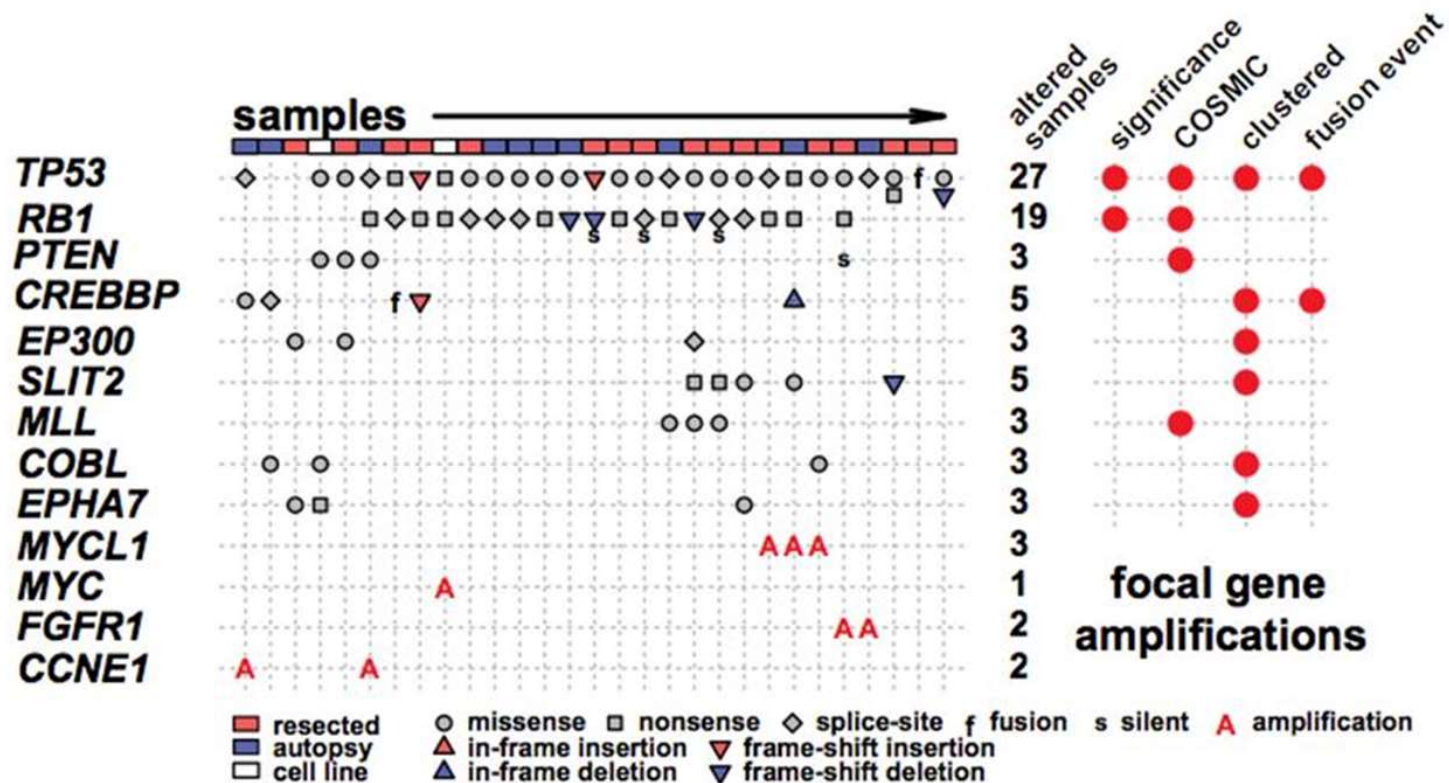 altered samples
significance
COSMIC
clustered
fusion event
samples
TP53 f 27
RB1 s s s 19
PTEN s 3
CREBBP f 5
EP300 3
SLIT2 5
MLL 3
COBL 3
EPHA7 3
MYCL1 A A A 3
MYC A 1
FGFR1 A A 2
CCNE1 A A 2
focal gene
amplifications
resected missense nonsense splice-site f fusion s silent A amplification
autopsy in-frame insertion frame-shift insertion
cell line in-frame deletion frame-shift deletion